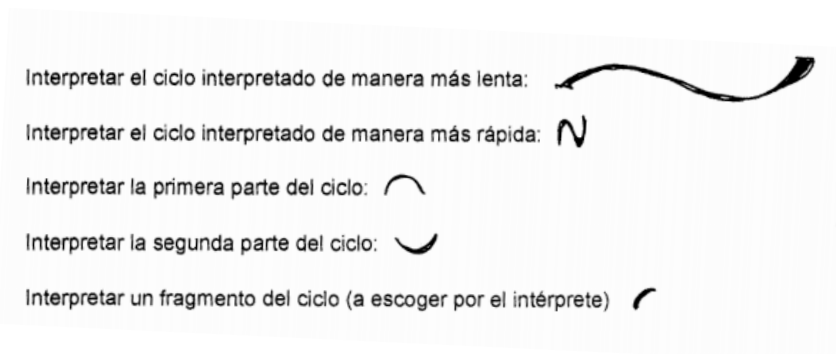 Interpretar el ciclo interpretado de manera más lenta:
Interpretar el ciclo interpretado de manera más rápida:
Interpretar la primera parte del ciclo:
Interpretar la segunda parte del ciclo:
Interpretar un fragmento del ciclo (a escoger por el intérprete)